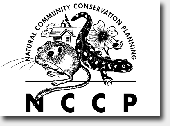 NATURAL COMMUNITY CONSERVATION PLANNING
NCCP